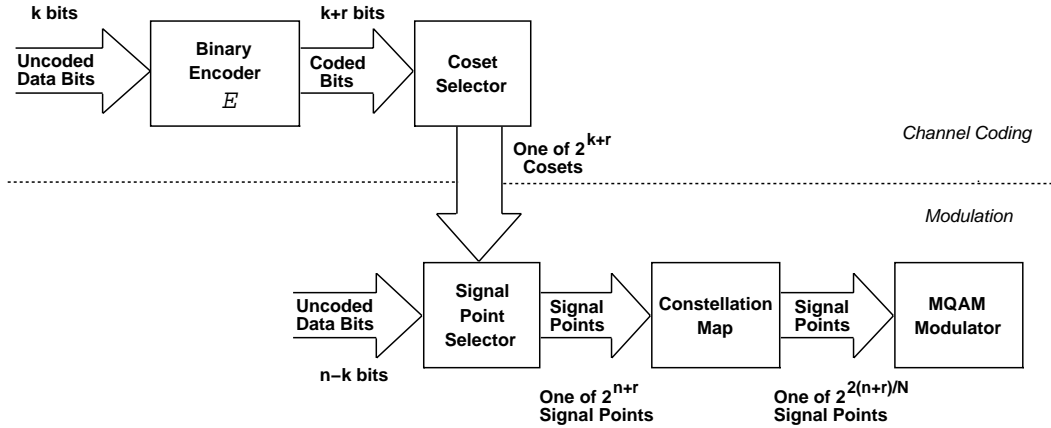 k bits
Uncoded
Data Bits
Binary
Encoder
E
k+r bits
Coded
Bits
Coset
Selector
One of 2^{k+r}
Cosets
Channel Coding
Modulation
Uncoded
Data Bits
n−k bits
Signal
Point
Selector
Signal
Points
One of 2^{n+r}
Signal Points
Constellation
Map
Signal
Points
One of 2^{2(n+r)/N}
Signal Points
MQAM
Modulator